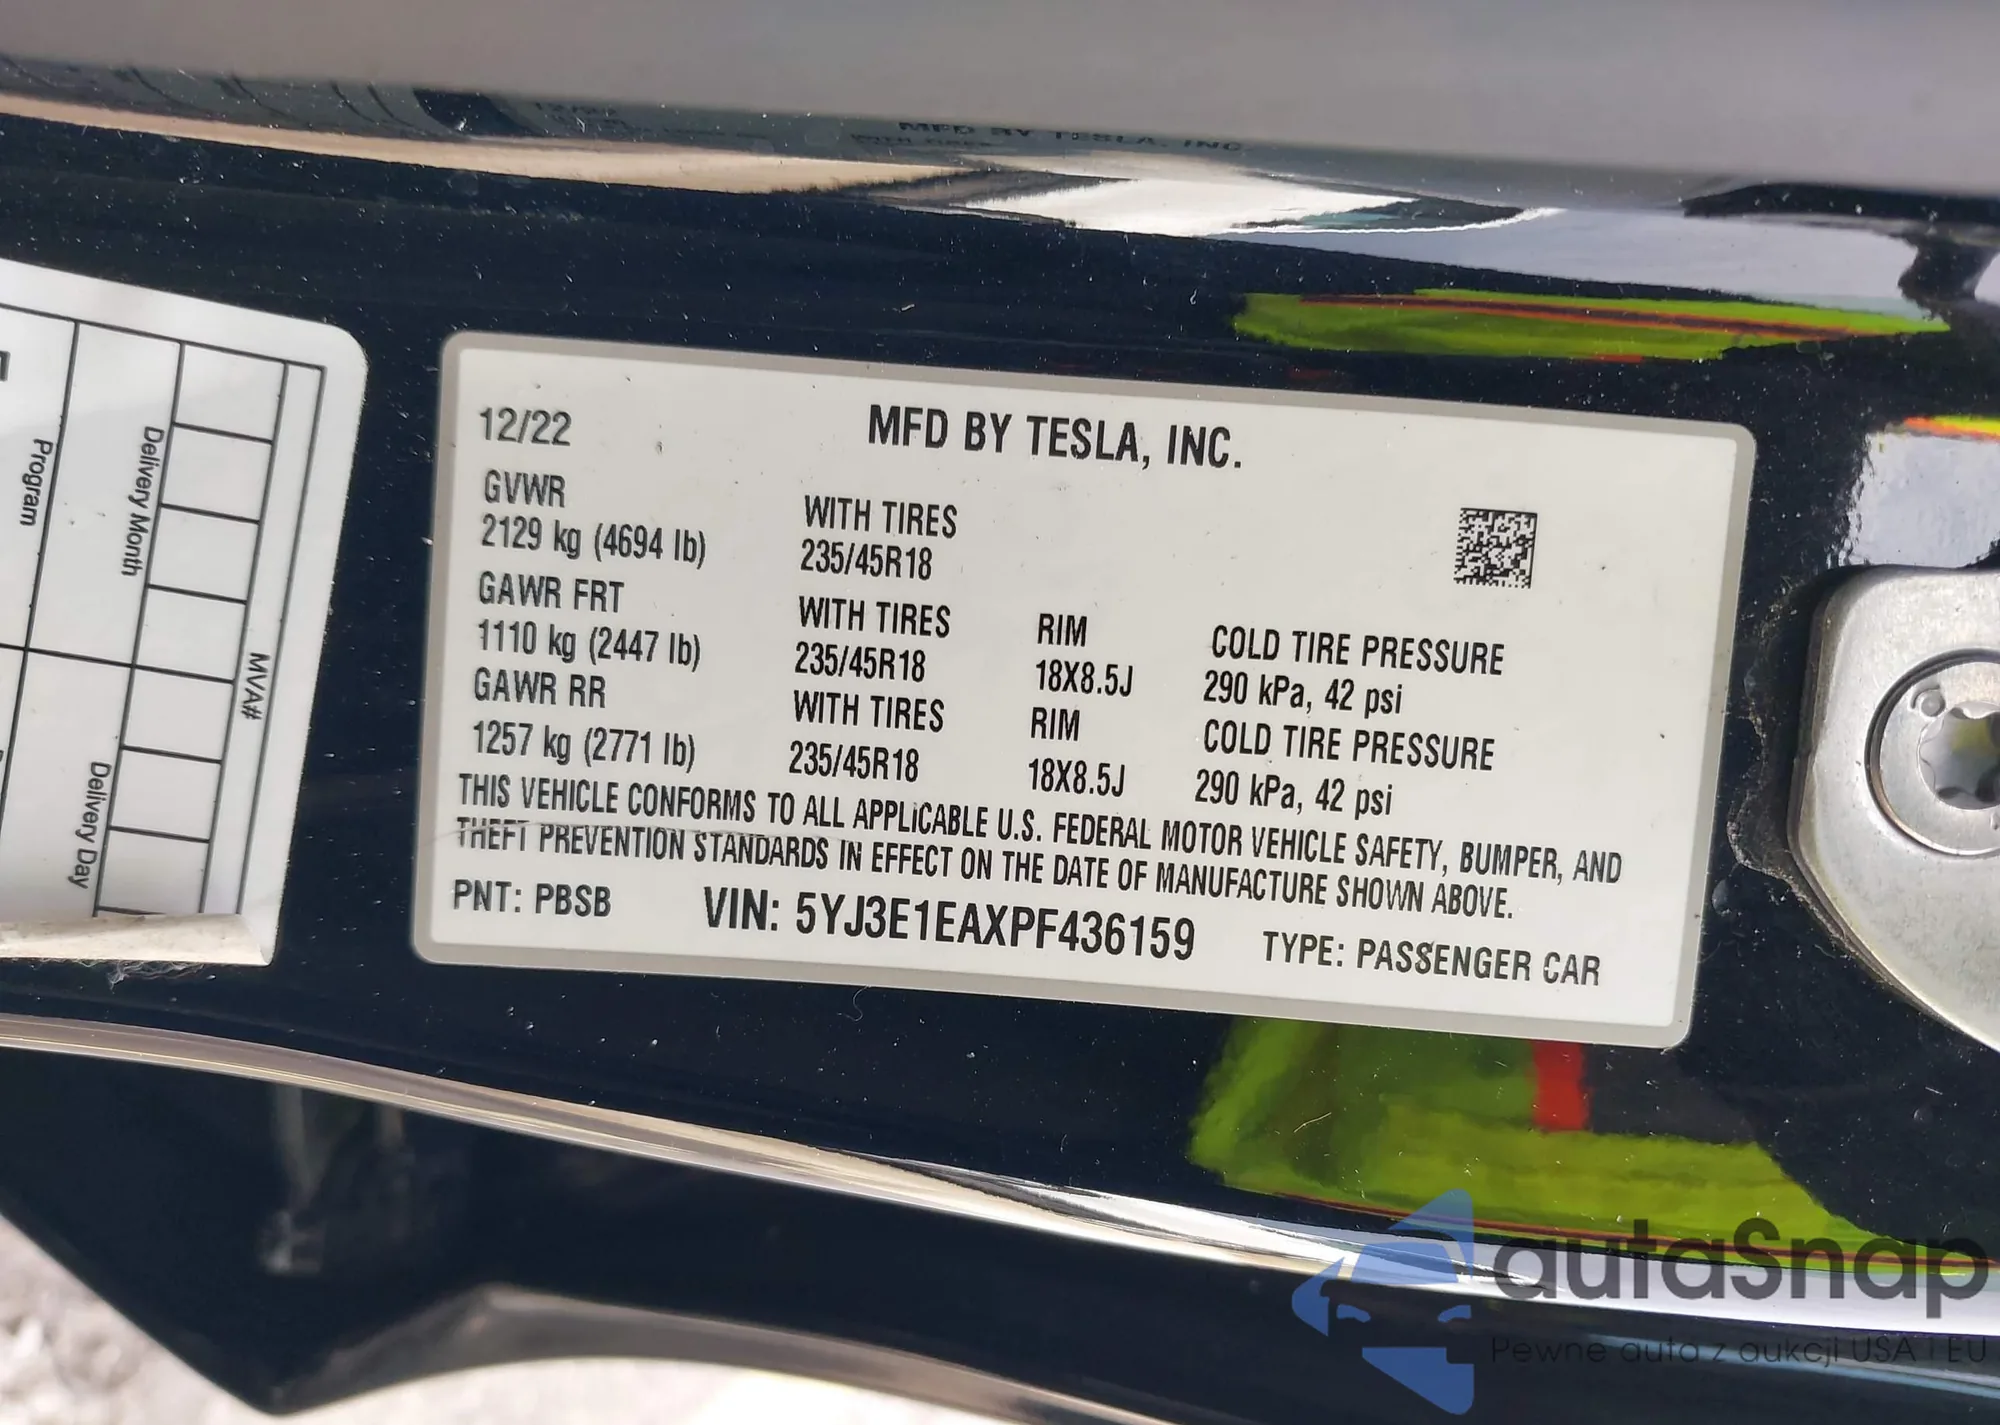 MFD BY TESLA, INC.
Program
Delivery Month
MVA#
Delivery Day
12/22 MFD BY TESLA, INC.
GVWR WITH TIRES
2129 kg (4694 lb) 235/45R18
GAWR FRT WITH TIRES RIM COLD TIRE PRESSURE
1110 kg (2447 lb) 235/45R18 18X8.5J 290 kPa, 42 psi
GAWR RR WITH TIRES RIM COLD TIRE PRESSURE
1257 kg (2771 lb) 235/45R18 18X8.5J 290 kPa, 42 psi
THIS VEHICLE CONFORMS TO ALL APPLICABLE U.S. FEDERAL MOTOR VEHICLE SAFETY, BUMPER, AND
THEFT PREVENTION STANDARDS IN EFFECT ON THE DATE OF MANUFACTURE SHOWN ABOVE.
PNT: PBSB VIN: 5YJ3E1EAXPF436159 TYPE: PASSENGER CAR
autaSnap
Pewne auta z aukcji USA i EU